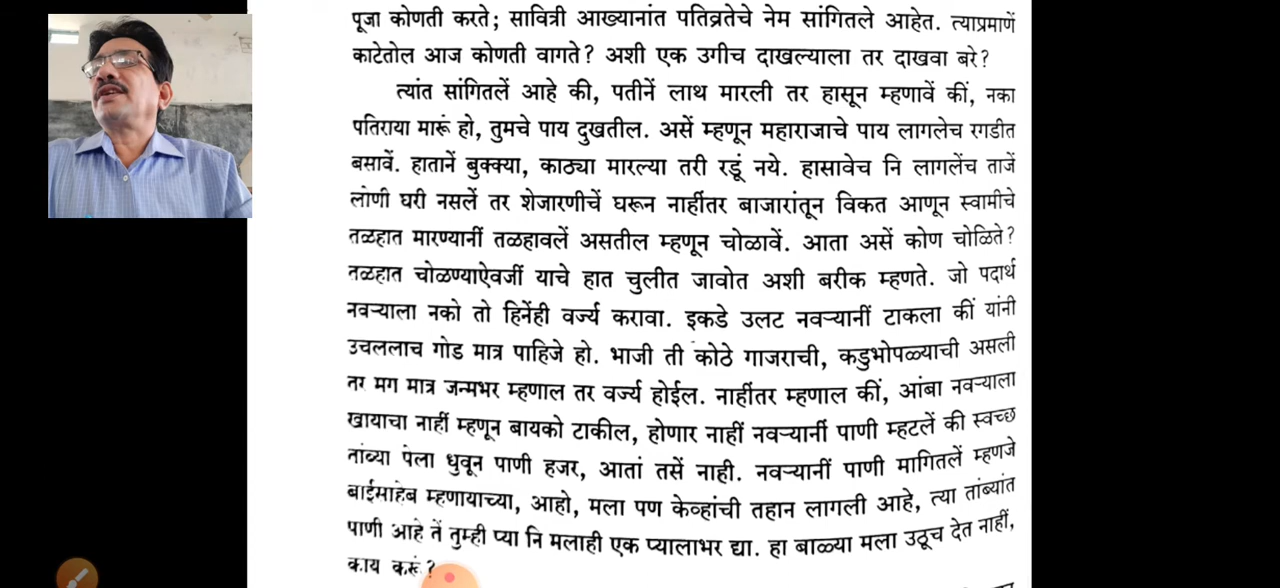 पूजा कोणती करते; सावित्री आख्यानांत पतिव्रतेचे नेम सांगितले आहेत. त्याप्रमाणें
काटेतोल आज कोणती वागते? अशी एक उगीच दाखल्याला तर दाखवा बरे?
त्यांत सांगितलें आहे की, पतीनें लाथ मारली तर हासून म्हणावें कीं, नका
पतिराया मारूं हो, तुमचे पाय दुखतील. असें म्हणून महाराजाचे पाय लागलेच रगडीत
बसावें. हातानें बुक्क्या, काठ्या मारल्या तरी रडूं नये. हासावेच नि लागलेंच ताजें
लोणी घरी नसलें तर शेजारणीचें घरून नाहींतर बाजारांतून विकत आणून स्वामीचे
तळहात मारण्यानीं तळहावलें असतील म्हणून चोळावें. आता असें कोण चोळिते?
तळहात चोळण्याऐवजीं याचे हात चुलीत जावोत अशी बरीक म्हणते. जो पदार्थ
नवऱ्याला नको तो हिनेंही वर्ज्य करावा. इकडे उलट नवऱ्यानीं टाकला कीं यांनी
उचललाच गोड मात्र पाहिजे हो. भाजी ती कोठे गाजराची, कडुभोपळ्याची असली
तर मग मात्र जन्मभर म्हणाल तर वर्ज्य होईल. नाहींतर म्हणाल कीं, आंबा नवऱ्याला
खायाचा नाहीं म्हणून बायको टाकील, होणार नाहीं नवऱ्यानीं पाणी म्हटलें की स्वच्छ
तांब्या पेला धुवून पाणी हजर, आतां तसें नाही. नवऱ्यानीं पाणी मागितलें म्हणजे
बाईसाहेब म्हणायाच्या, आहो, मला पण केव्हांची तहान लागली आहे, त्या तांब्यांत
पाणी आहे तें तुम्ही प्या नि मलाही एक प्यालाभर द्या. हा बाळ्या मला उठूच देत नाहीं,
काय करूं?